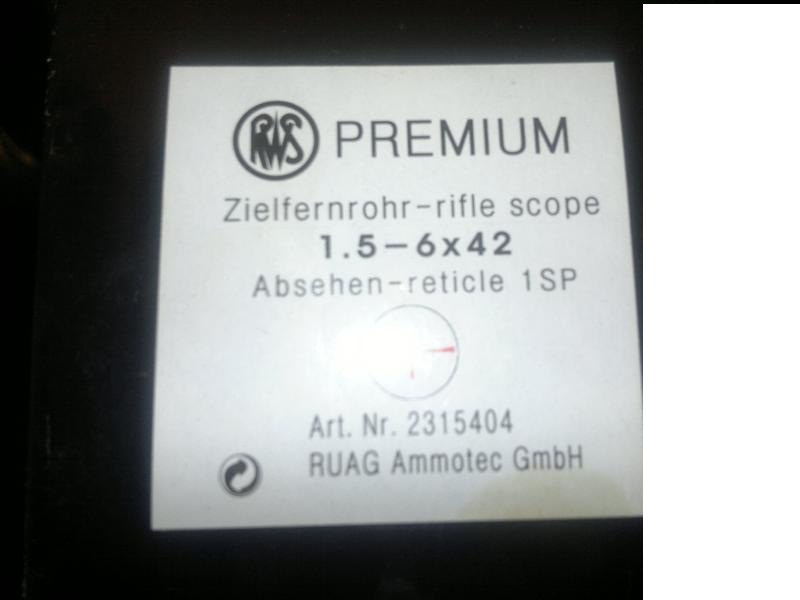 RWS PREMIUM
Zielfernrohr-rifle scope
1.5-6x42
Absehen-reticle 1SP
Art. Nr. 2315404
RUAG Ammotec GmbH